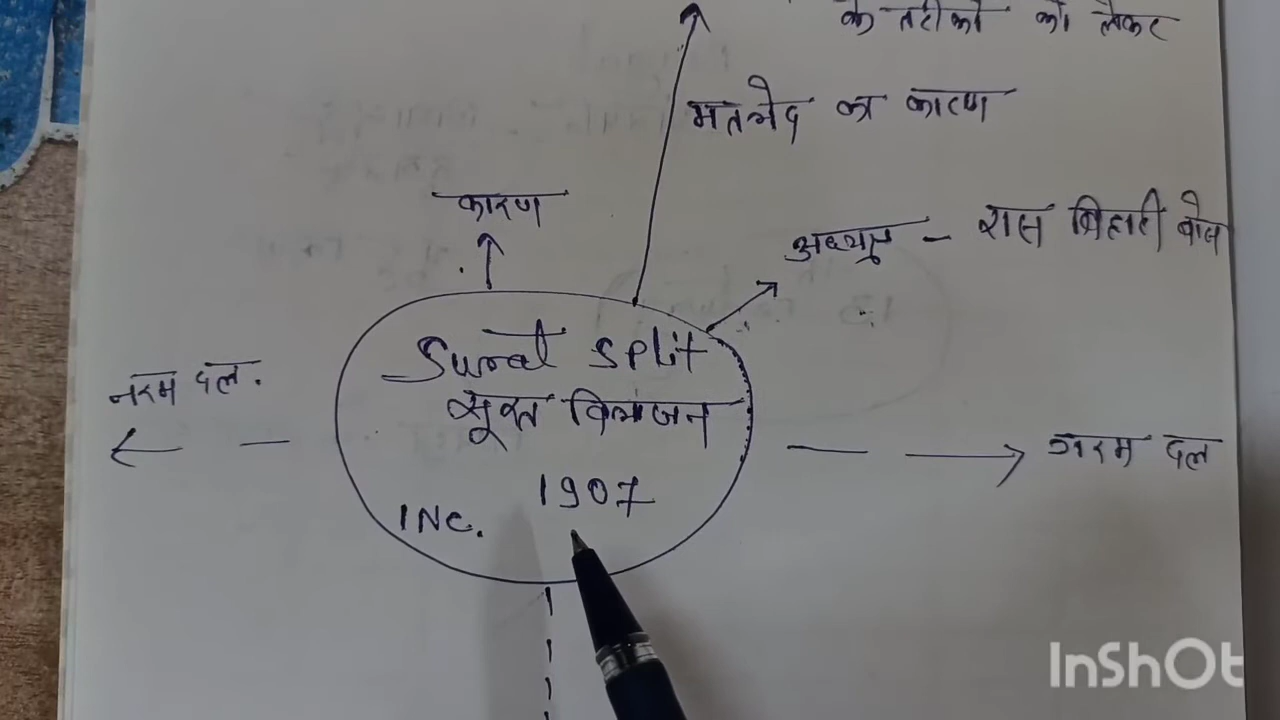 के तरीको को लेकर
मतभेद का कारण
कारण
अध्यक्ष - रास बिहारी बोस
Surat split
सूरत विभाजन
नरम दल.
गरम दल
1907
INC.
InShOt